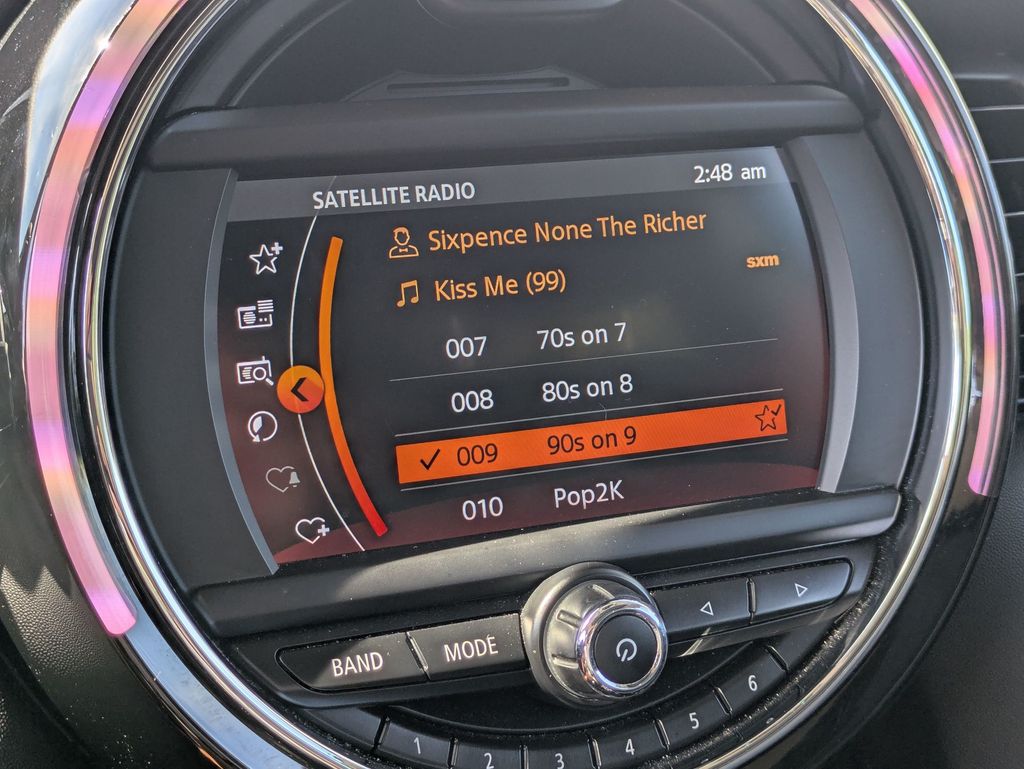 SATELLITE RADIO 2:48 am
Sixpence None The Richer
sxm
Kiss Me (99)
007 70s on 7
008 80s on 8
009 90s on 9
010 Pop2K
BAND MODE
1 2 3 4 5 6